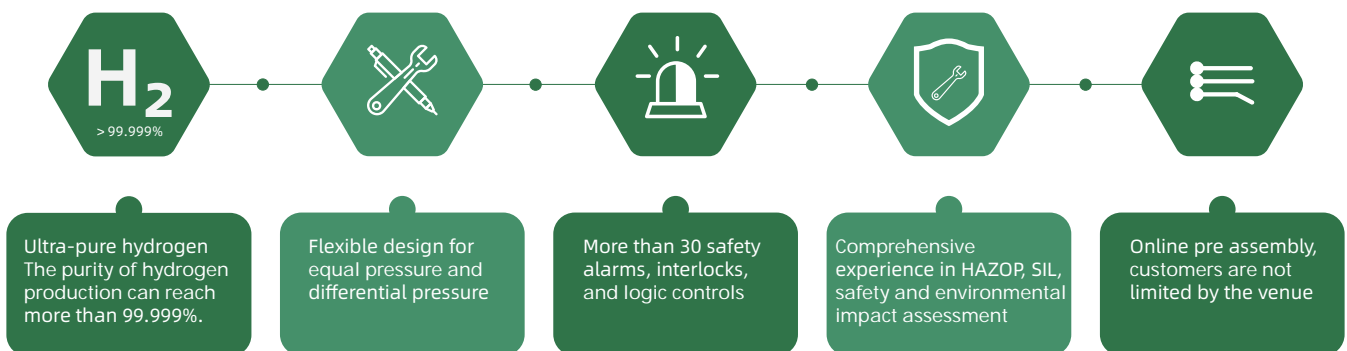 H2
> 99.999%
Ultra-pure hydrogen
The purity of hydrogen
production can reach
more than 99.999%.
Flexible design for
equal pressure and
differential pressure
More than 30 safety
alarms, interlocks,
and logic controls
Comprehensive
experience in HAZOP, SIL,
safety and environmental
impact assessment
Online pre assembly,
customers are not
limited by the venue